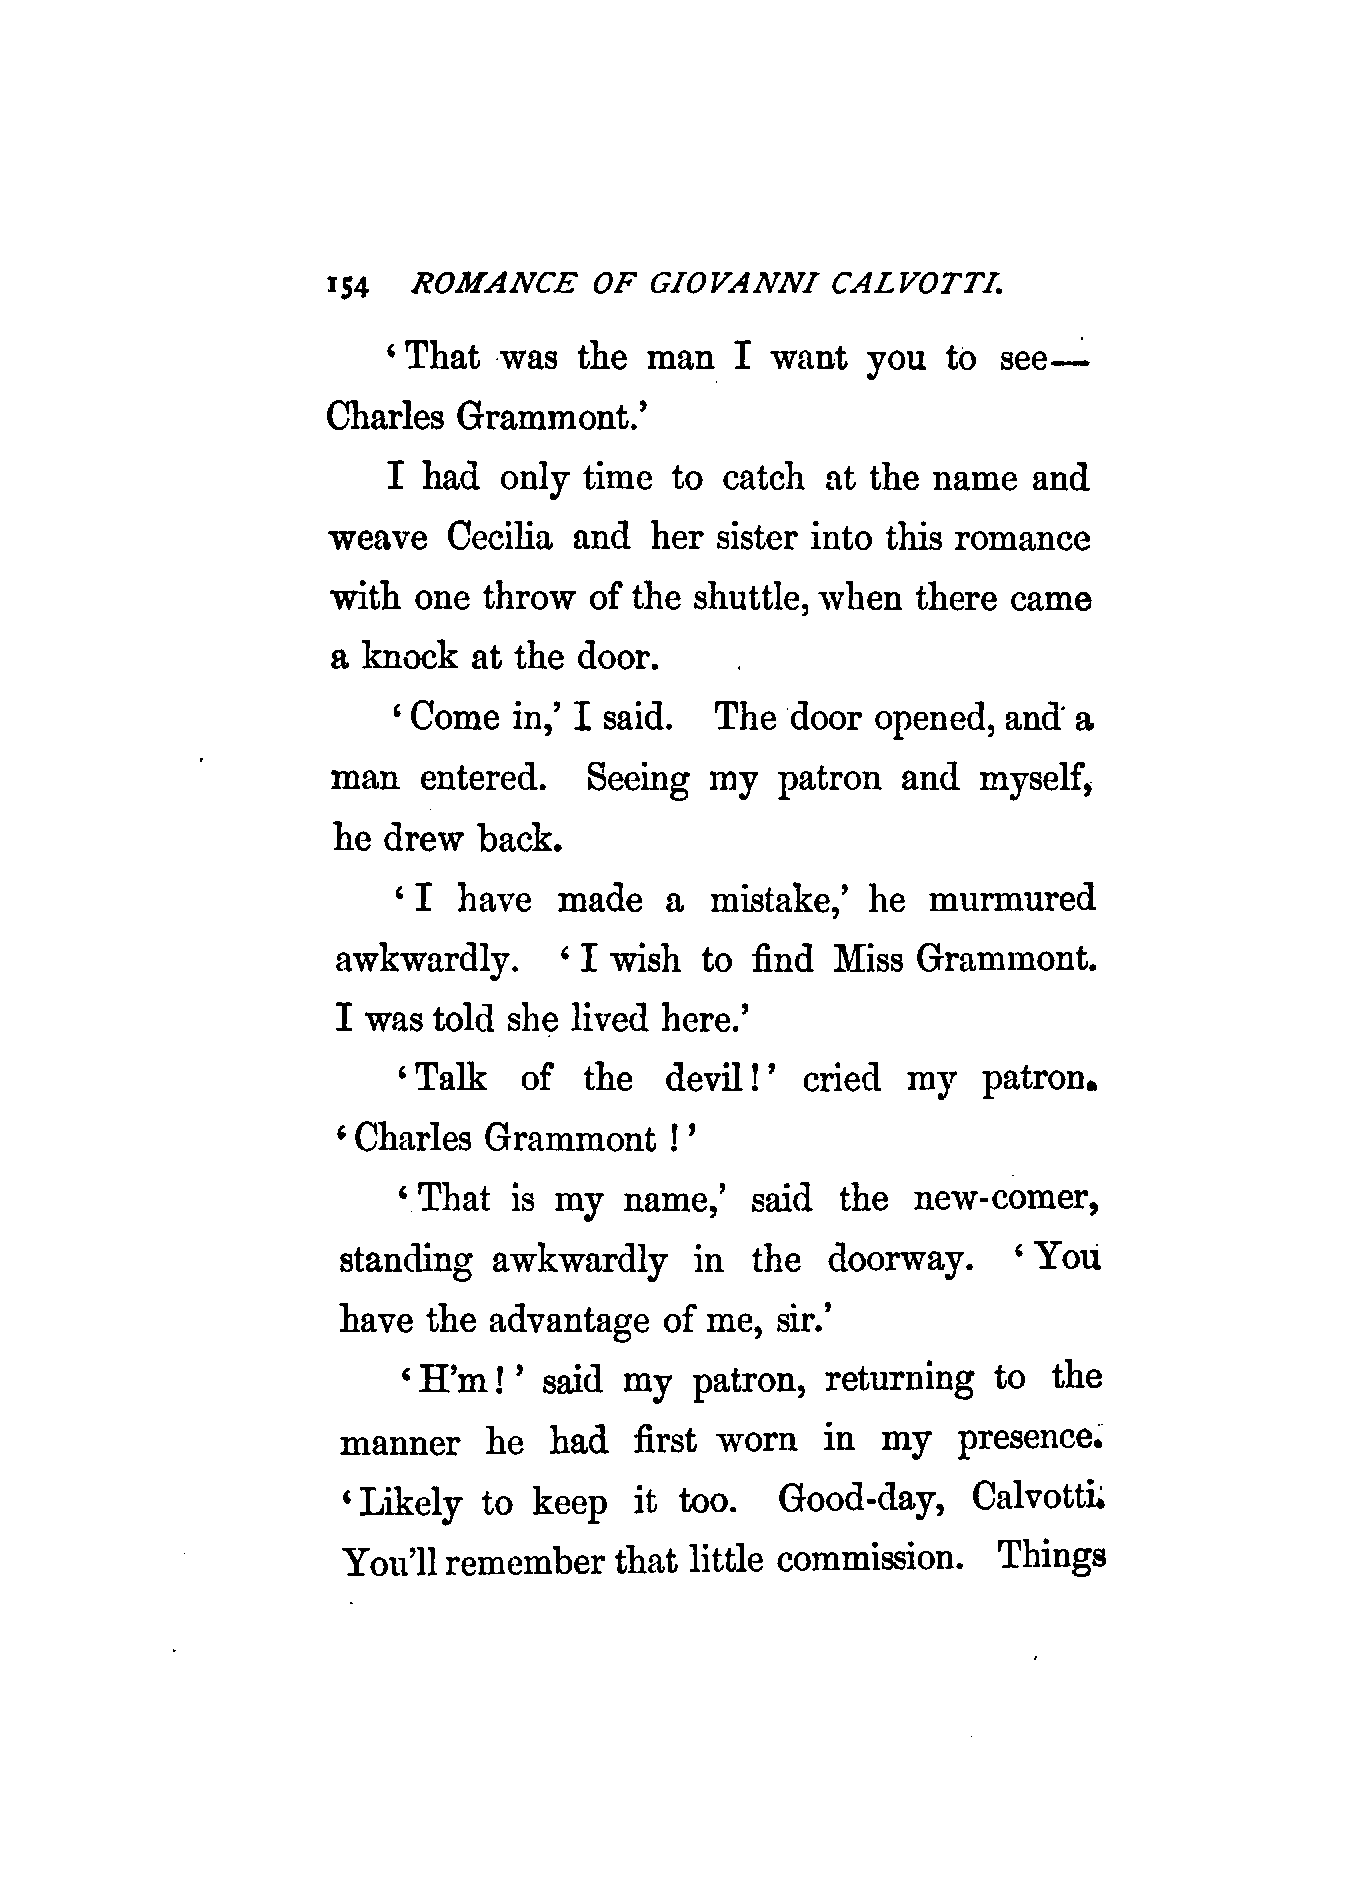 154 ROMANCE OF GIOVANNI CALVOTTI.
‘That was the man I want you to see—
Charles Grammont.’
I had only time to catch at the name and
weave Cecilia and her sister into this romance
with one throw of the shuttle, when there came
a knock at the door.
‘Come in,’ I said. The door opened, and a
man entered. Seeing my patron and myself,
he drew back.
‘I have made a mistake,’ he murmured
awkwardly. ‘I wish to find Miss Grammont.
I was told she lived here.’
‘Talk of the devil!’ cried my patron.
‘Charles Grammont!’
‘That is my name,’ said the new-comer,
standing awkwardly in the doorway. ‘You
have the advantage of me, sir.’
‘H’m!’ said my patron, returning to the
manner he had first worn in my presence.
‘Likely to keep it too. Good-day, Calvotti.
You’ll remember that little commission. Things